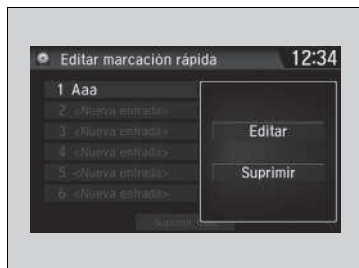 Editar marcación rápida
12:34
1 Aaa
2 <Nueva entrada>
3 <Nueva entrada>
4 <Nueva entrada>
5 <Nueva entrada>
6 <Nueva entrada>
Editar
Suprimir
Suprimir